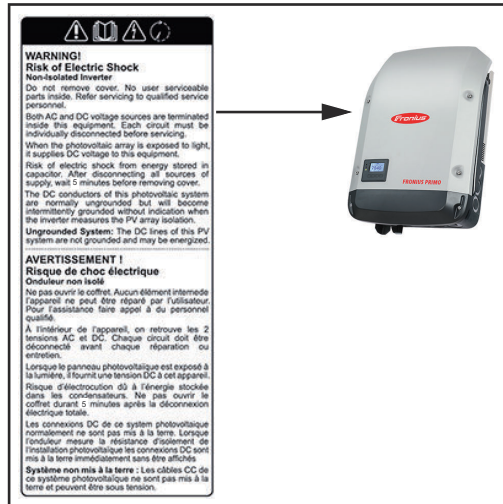 WARNING!
Risk of Electric Shock
Non-Isolated Inverter
Do not remove cover. No user serviceable
parts inside. Refer servicing to qualified service
personnel.
Both AC and DC voltage sources are terminated
inside this equipment. Each circuit must be
individually disconnected before servicing.
When the photovoltaic array is exposed to light,
it supplies DC voltage to this equipment.
Risk of electric shock from energy stored in
capacitor. After disconnecting all sources of
supply, wait 5 minutes before removing cover.
The DC conductors of this photovoltaic system
are normally ungrounded but will become
intermittently grounded without indication when
the inverter measures the PV array isolation.
Ungrounded System: The DC lines of this PV
system are not grounded and may be energized.
AVERTISSEMENT !
Risque de choc électrique
Onduleur non isolé
Ne pas ouvrir le coffret. Aucun élément internede
l'appareil ne peut être réparé par l'utilisateur.
Pour l'assistance faire appel à du personnel
qualifié.
À l'intérieur de l'appareil, on retrouve les 2
tensions AC et DC. Chaque circuit doit être
déconnecté avant chaque réparation ou
entretien.
Lorsque le panneau photovoltaïque est exposé à
la lumière, il fournit une tension DC à cet appareil.
Risque d'électrocution dû à l'énergie stockée
dans les condensateurs. Ne pas ouvrir le
coffret durant 5 minutes après la déconnexion
électrique totale.
Les connexions DC de ce system photovoltaique
normalement ne sont pas mis à la terre. Lorsque
l'onduleur mesure la résistance d'isolement de
l'installation photovoltaïque les connexions DC sont
mis à la terre immédiatement sans être affichés
Système non mis à la terre : Les câbles CC de
ce système photovoltaïque ne sont pas mis à la
terre et peuvent être sous tension.
Fronius
FRONIUS PRIMO